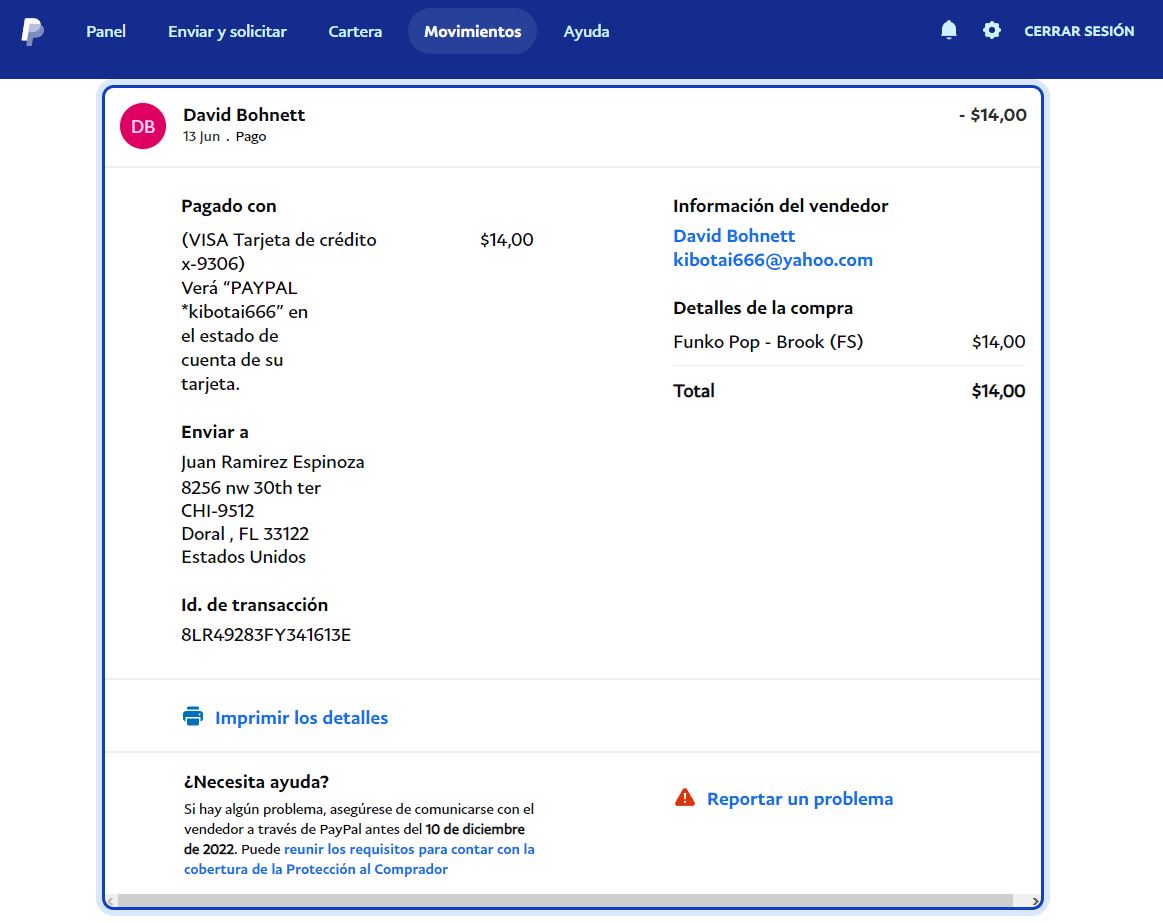 Panel Enviar y solicitar Cartera Movimientos Ayuda CERRAR SESIÓN
DB
David Bohnett - $14,00
13 Jun . Pago
Pagado con
(VISA Tarjeta de crédito $14,00
x-9306)
Verá “PAYPAL
*kibotai666” en
el estado de
cuenta de su
tarjeta.
Enviar a
Juan Ramirez Espinoza
8256 nw 30th ter
CHI-9512
Doral , FL 33122
Estados Unidos
Id. de transacción
8LR49283FY341613E
Información del vendedor
David Bohnett
kibotai666@yahoo.com
Detalles de la compra
Funko Pop - Brook (FS) $14,00
Total $14,00
Imprimir los detalles
¿Necesita ayuda?
Si hay algún problema, asegúrese de comunicarse con el
vendedor a través de PayPal antes del 10 de diciembre
de 2022. Puede reunir los requisitos para contar con la
cobertura de la Protección al Comprador
Reportar un problema